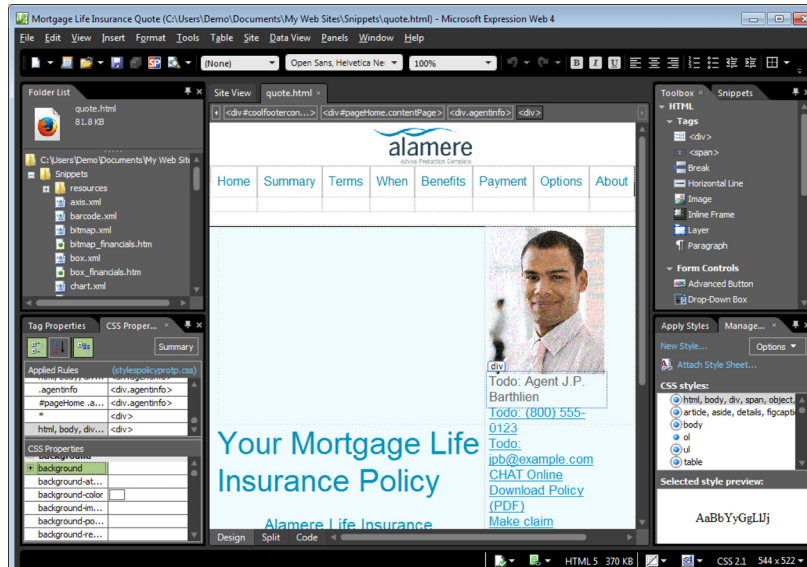 Mortgage Life Insurance Quote (C:\Users\Demo\Documents\My Web Sites\Snippets\quote.html) - Microsoft Expression Web 4
File Edit View Insert Format Tools Table Site Data View Panels Window Help
(None) Open Sans, Helvetica Nei 100% B I U
Folder List
quote.html
81.8 KB
C:\Users\Demo\Documents\My Web Site
Snippets
resources
axis.xml
barcode.xml
bitmap.xml
bitmap_financials.htm
box.xml
box_financials.htm
chart.xml
Tag Properties CSS Proper...
Summary
Applied Rules (stylespolicyprotp.css)
html, body, div... <div.agentinfo>
.agentinfo <div.agentinfo>
#pageHome .a... <div.agentinfo>
* <div>
html, body, div... <div>
CSS Properties
background
background
background-at...
background-color
background-im...
background-po...
background-re...
Site View quote.html
<div#coolfootercon...> <div#pageHome.contentPage> <div.agentinfo> <div>
alamere
Advice Protection Complete
Home Summary Terms When Benefits Payment Options About
div
Todo: Agent J.P.
Barthlien
Todo: (800) 555-
0123
Todo:
jpb@example.com
CHAT Online
Download Policy
(PDF)
Make claim
Your Mortgage Life
Insurance Policy
Alamere Life Insurance
Design Split Code
Toolbox Snippets
HTML
Tags
<div>
<span>
Break
Horizontal Line
Image
Inline Frame
Layer
Paragraph
Form Controls
Advanced Button
Drop-Down Box
Apply Styles Manage...
New Style... Options
Attach Style Sheet...
CSS styles:
html, body, div, span, object,
article, aside, details, figcapti
body
ol
ul
table
Selected style preview:
AaBbYyGgLlJj
HTML 5 370 KB CSS 2.1 544 x 522